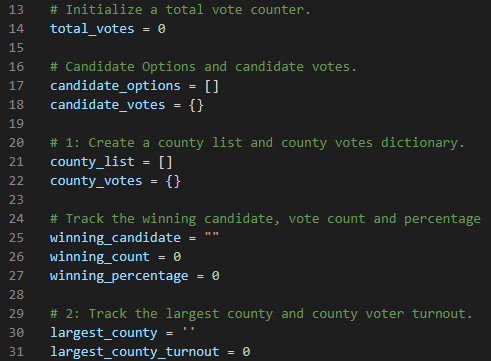 13 # Initialize a total vote counter.
14 total_votes = 0
15
16 # Candidate Options and candidate votes.
17 candidate_options = []
18 candidate_votes = {}
19
20 # 1: Create a county list and county votes dictionary.
21 county_list = []
22 county_votes = {}
23
24 # Track the winning candidate, vote count and percentage
25 winning_candidate = ""
26 winning_count = 0
27 winning_percentage = 0
28
29 # 2: Track the largest county and county voter turnout.
30 largest_county = ''
31 largest_county_turnout = 0